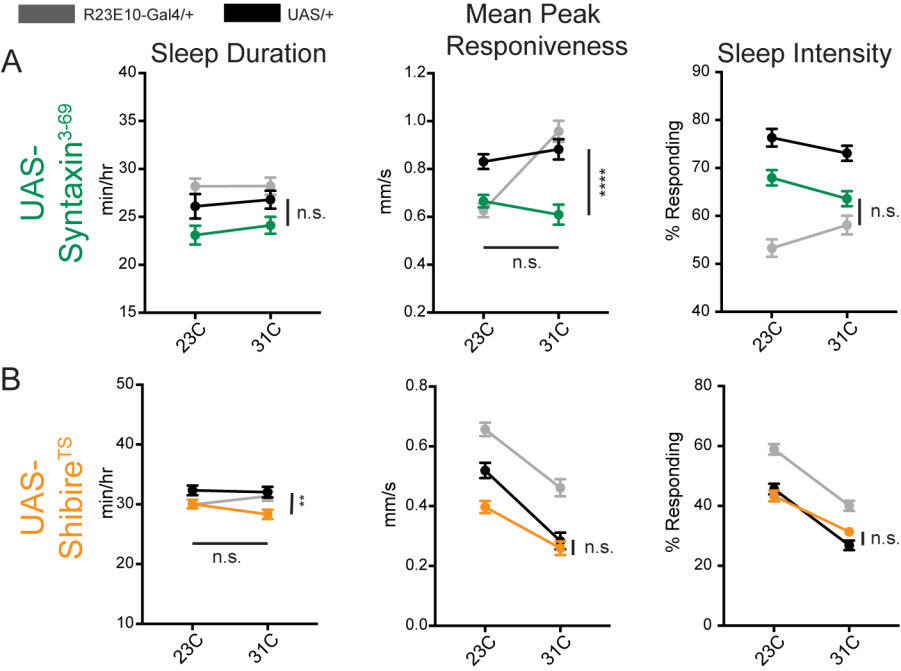 R23E10-Gal4/+ UAS/+
A
Sleep Duration
Mean Peak
Responiveness
Sleep Intensity
UAS-
Syntaxin3-69
min/hr
40
35
30
25
20
15
n.s.
23C 31C
mm/s
1.2
1.0
0.8
0.6
0.4
0.2
****
n.s.
23C 31C
% Responding
90
80
70
60
50
40
n.s.
23C 31C
B
UAS-
ShibireTS
min/hr
50
40
30
20
10
**
n.s.
23C 31C
mm/s
0.8
0.6
0.4
0.2
0.0
n.s.
23C 31C
% Responding
80
60
40
20
0
n.s.
23C 31C